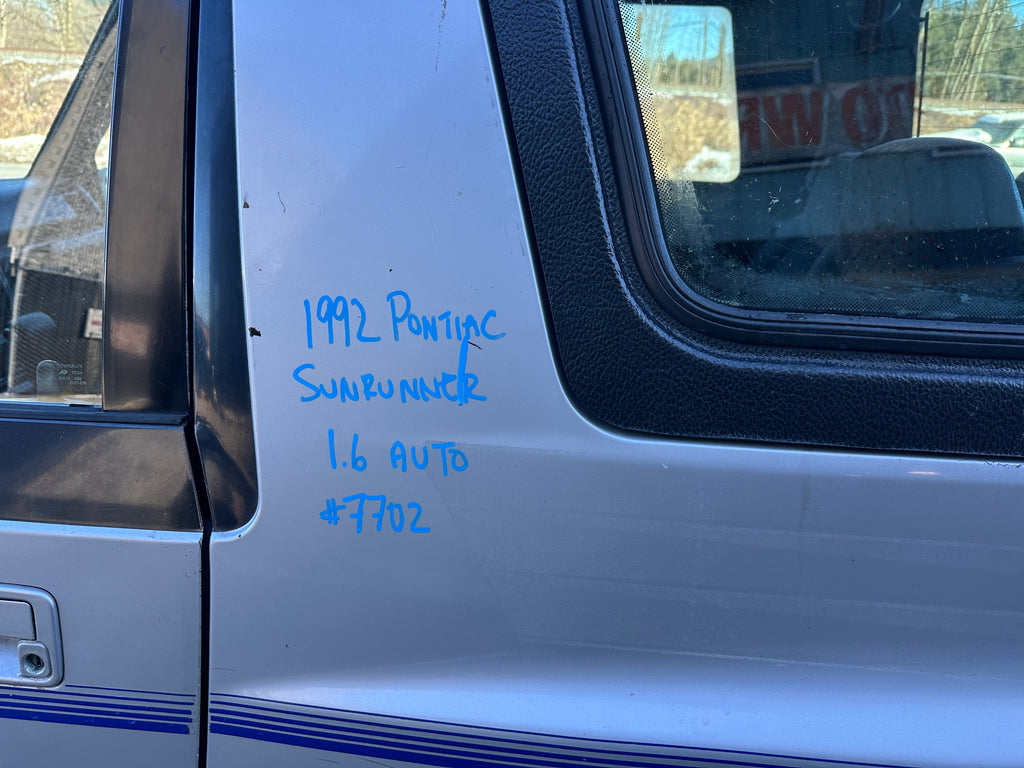 1992 PONTIAC
SUNRUNNER
1.6 AUTO
#7702